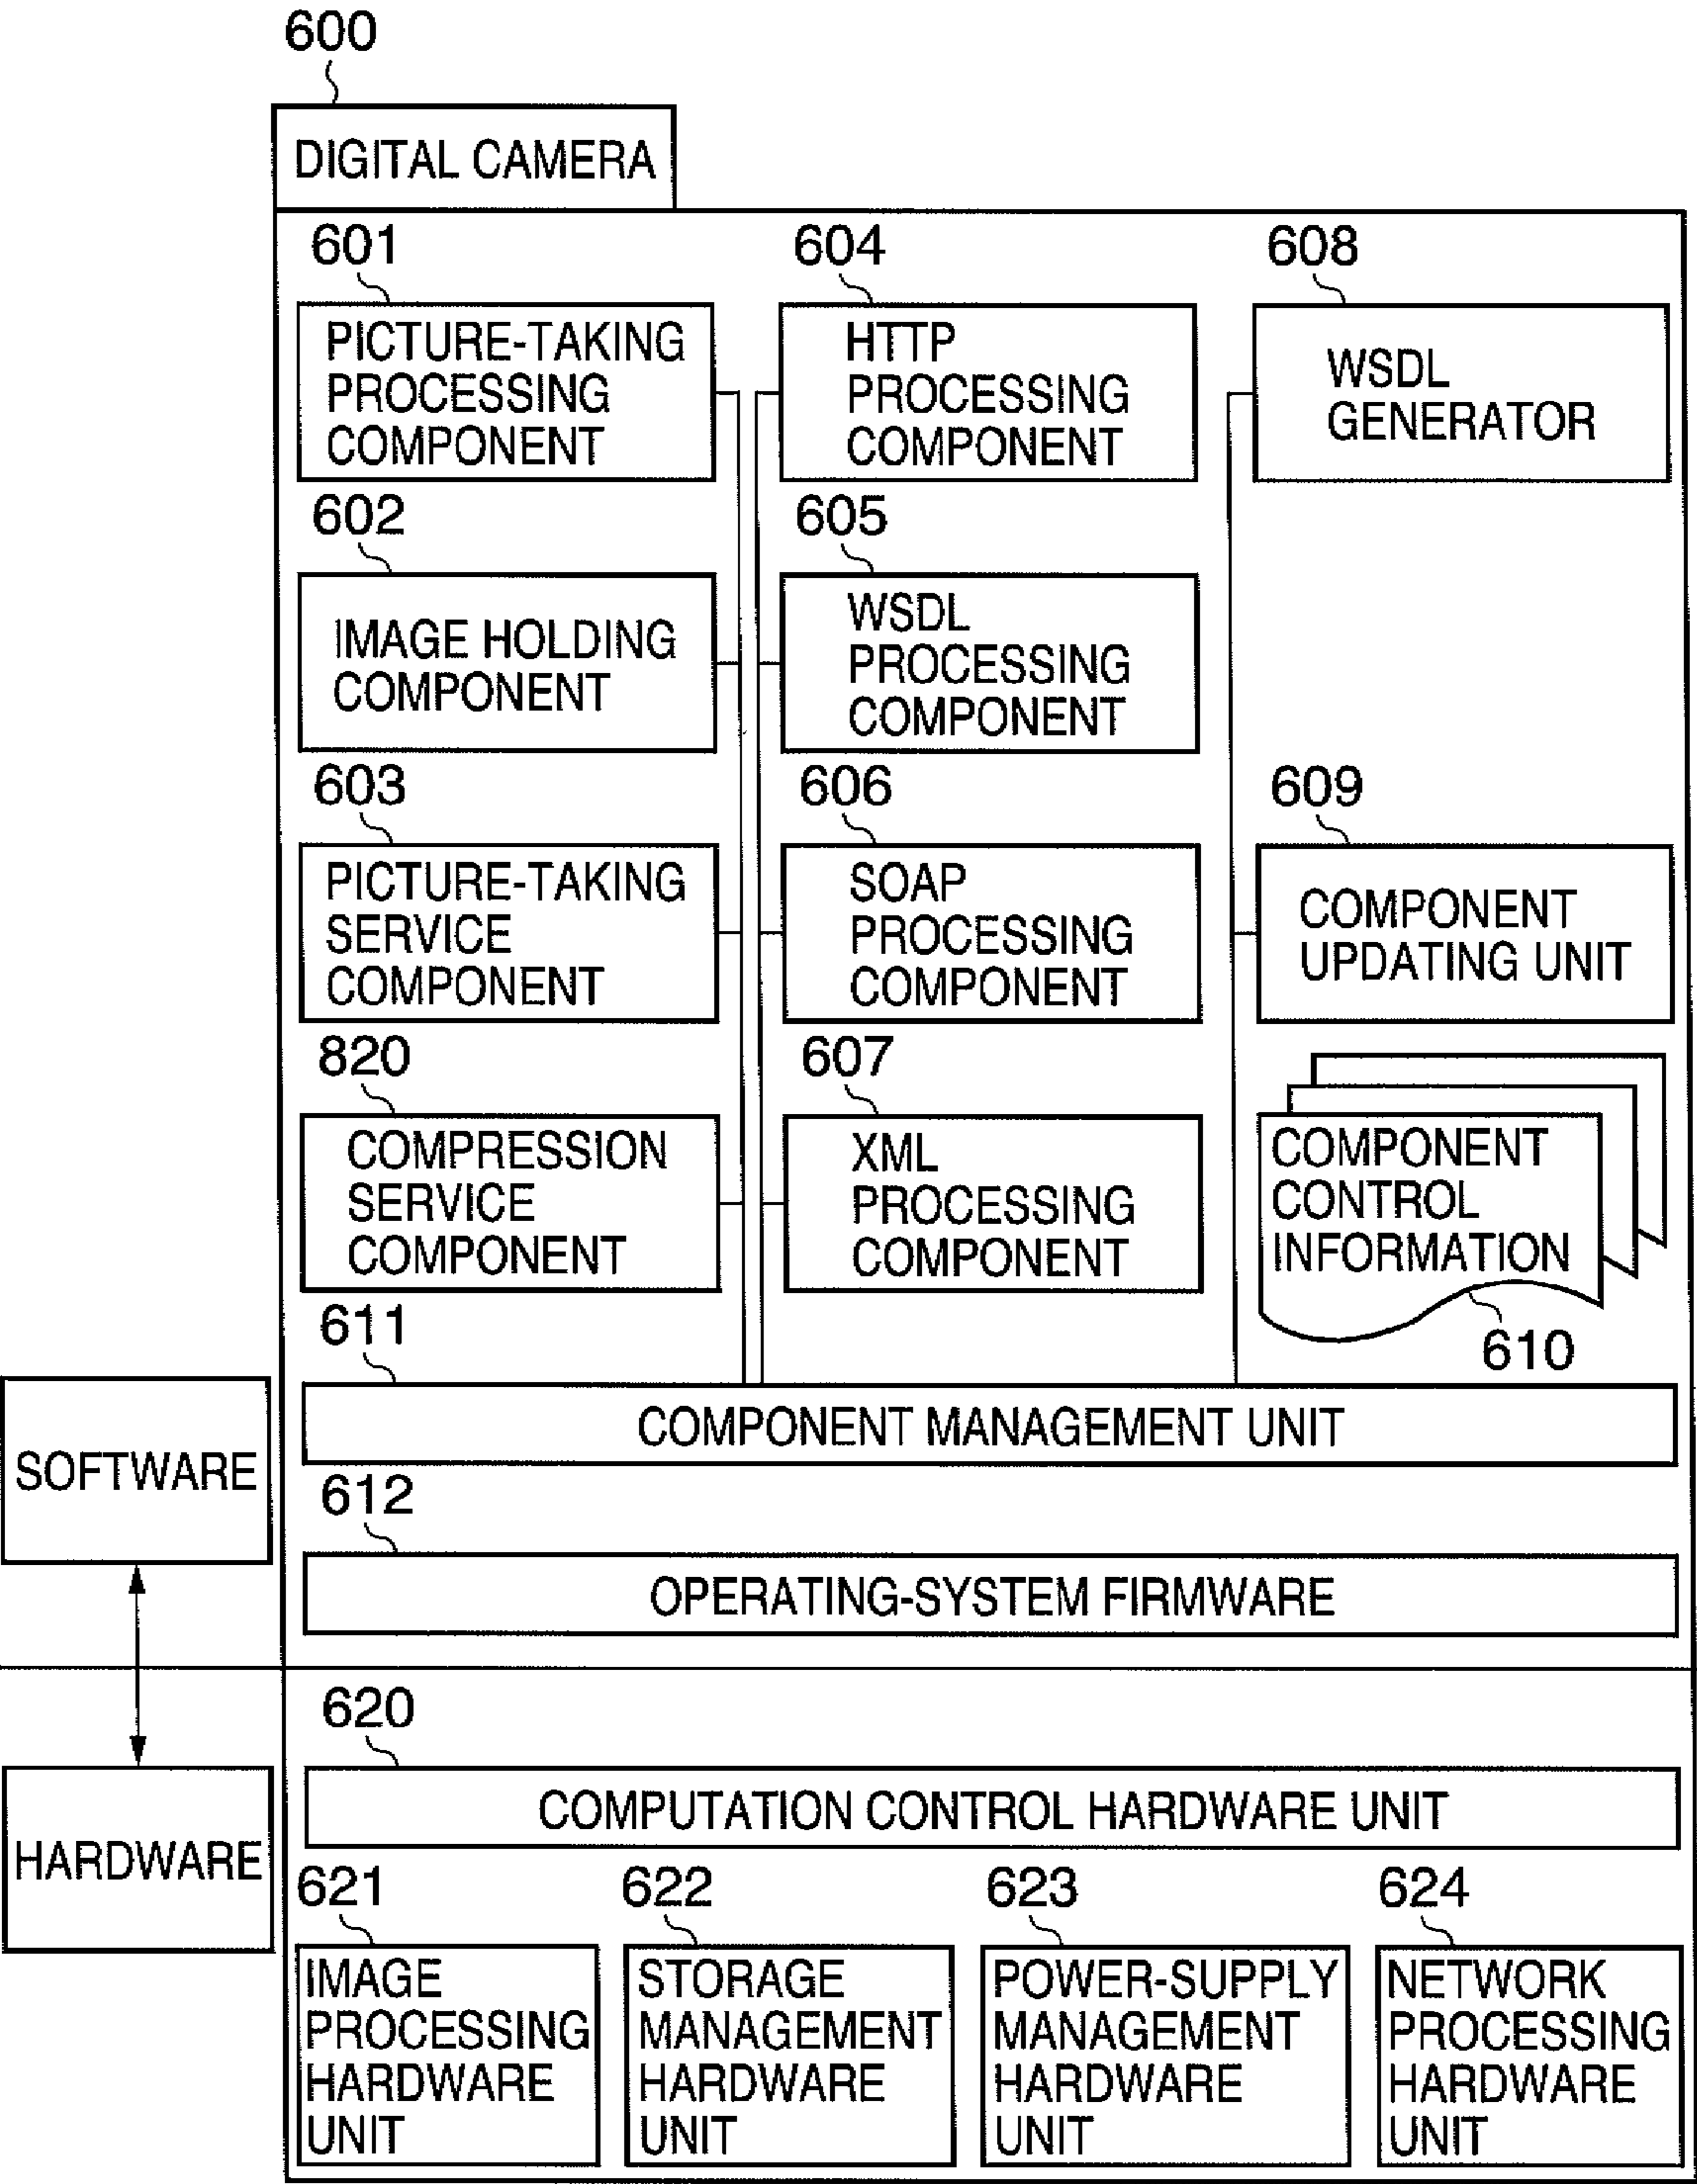 600
DIGITAL CAMERA
601
PICTURE-TAKING
PROCESSING
COMPONENT
604
HTTP
PROCESSING
COMPONENT
608
WSDL
GENERATOR
602
IMAGE HOLDING
COMPONENT
605
WSDL
PROCESSING
COMPONENT
603
PICTURE-TAKING
SERVICE
COMPONENT
606
SOAP
PROCESSING
COMPONENT
609
COMPONENT
UPDATING UNIT
820
COMPRESSION
SERVICE
COMPONENT
607
XML
PROCESSING
COMPONENT
COMPONENT
CONTROL
INFORMATION
610
611
COMPONENT MANAGEMENT UNIT
SOFTWARE
612
OPERATING-SYSTEM FIRMWARE
620
COMPUTATION CONTROL HARDWARE UNIT
HARDWARE
621
IMAGE
PROCESSING
HARDWARE
UNIT
622
STORAGE
MANAGEMENT
HARDWARE
UNIT
623
POWER-SUPPLY
MANAGEMENT
HARDWARE
UNIT
624
NETWORK
PROCESSING
HARDWARE
UNIT